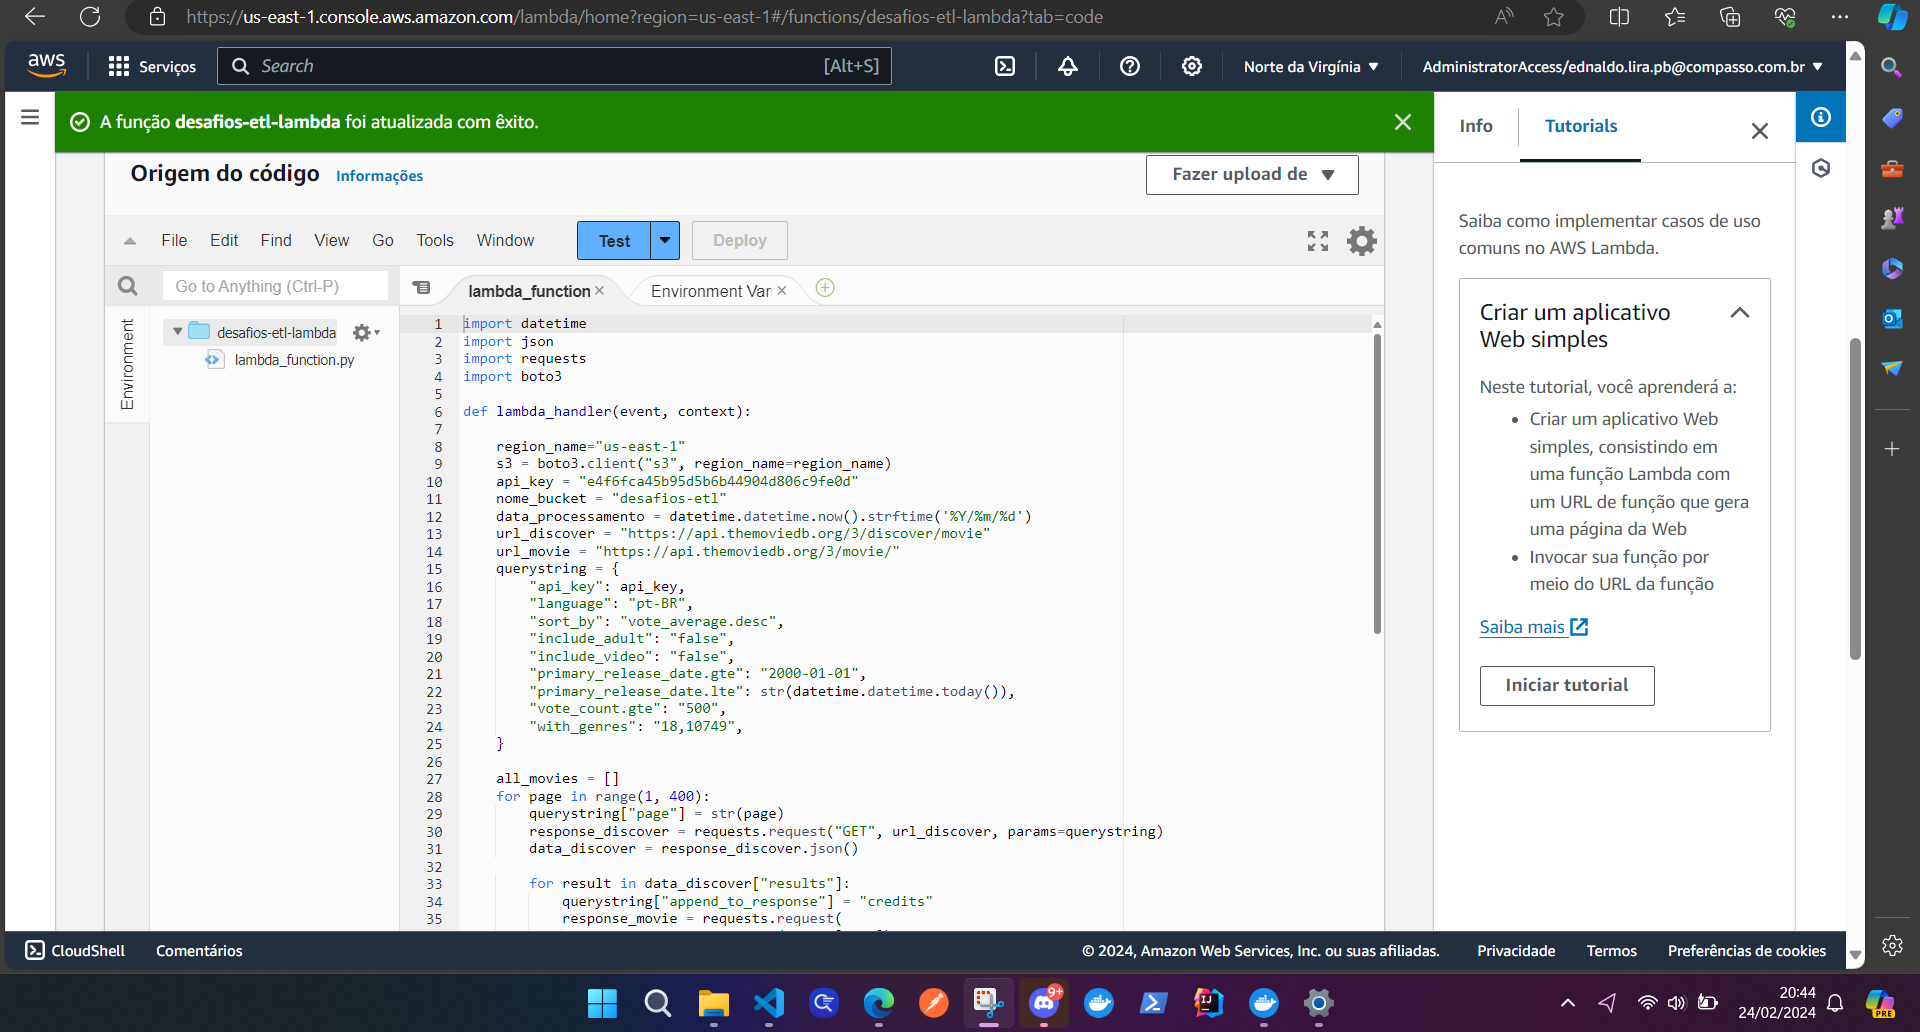 https://us-east-1.console.aws.amazon.com/lambda/home?region=us-east-1#/functions/desafios-etl-lambda?tab=code
aws
Serviços
Search
[Alt+S]
Norte da Virgínia
AdministratorAccess/ednaldo.lira.pb@compasso.com.br
A função desafios-etl-lambda foi atualizada com êxito.
Origem do código
Informações
Fazer upload de
File Edit Find View Go Tools Window
Test
Deploy
Go to Anything (Ctrl-P)
lambda_function
Environment Var
Environment
desafios-etl-lambda
lambda_function.py
1 import datetime
2 import json
3 import requests
4 import boto3
5
6 def lambda_handler(event, context):
7
8 region_name="us-east-1"
9 s3 = boto3.client("s3", region_name=region_name)
10 api_key = "e4f6fca45b95d5b6b44904d806c9fe0d"
11 nome_bucket = "desafios-etl"
12 data_processamento = datetime.datetime.now().strftime('%Y/%m/%d')
13 url_discover = "https://api.themoviedb.org/3/discover/movie"
14 url_movie = "https://api.themoviedb.org/3/movie/"
15 querystring = {
16 "api_key": api_key,
17 "language": "pt-BR",
18 "sort_by": "vote_average.desc",
19 "include_adult": "false",
20 "include_video": "false",
21 "primary_release_date.gte": "2000-01-01",
22 "primary_release_date.lte": str(datetime.datetime.today()),
23 "vote_count.gte": "500",
24 "with_genres": "18,10749",
25 }
26
27 all_movies = []
28 for page in range(1, 400):
29 querystring["page"] = str(page)
30 response_discover = requests.request("GET", url_discover, params=querystring)
31 data_discover = response_discover.json()
32
33 for result in data_discover["results"]:
34 querystring["append_to_response"] = "credits"
35 response_movie = requests.request(
Info
Tutorials
Saiba como implementar casos de uso
comuns no AWS Lambda.
Criar um aplicativo
Web simples
Neste tutorial, você aprenderá a:
• Criar um aplicativo Web
simples, consistindo em
uma função Lambda com
um URL de função que gera
uma página da Web
• Invocar sua função por
meio do URL da função
Saiba mais
Iniciar tutorial
CloudShell
Comentários
© 2024, Amazon Web Services, Inc. ou suas afiliadas.
Privacidade
Termos
Preferências de cookies
9+
20:44
24/02/2024
PRE